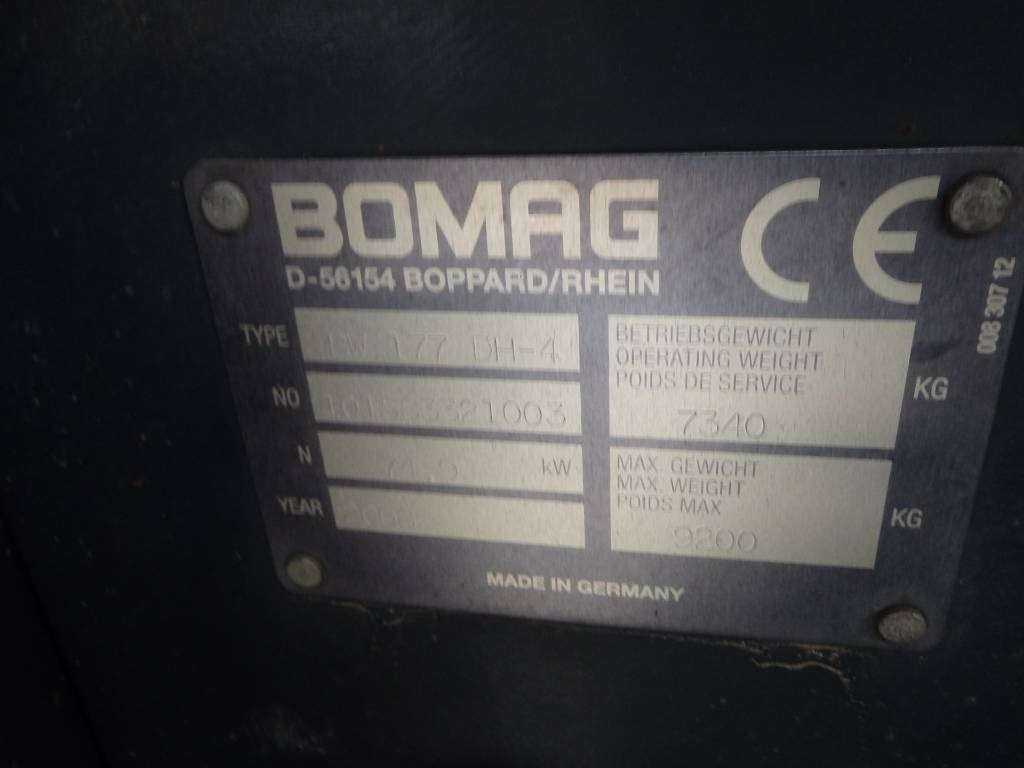 BOMAG
CE
D-56154 BOPPARD/RHEIN
TYPE 177 DH-4
NO
N kW
YEAR
BETRIEBSGEWICHT
OPERATING WEIGHT
POIDS DE SERVICE
7340 KG
MAX. GEWICHT
MAX. WEIGHT
POIDS MAX
9200 KG
008 307 12
MADE IN GERMANY